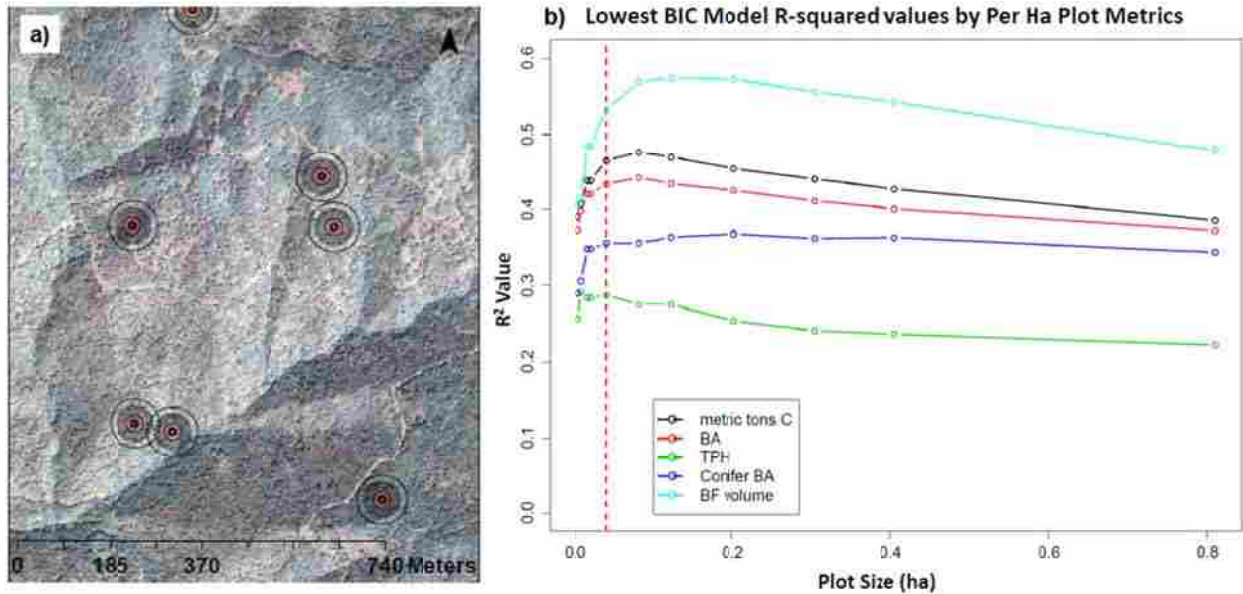 a)
0 185 370 740 Meters
b) Lowest BIC Model R-squared values by Per Ha Plot Metrics
R² Value
0.6
0.5
0.4
0.3
0.2
0.1
0.0
metric tons C
BA
TPH
Conifer BA
BF volume
0.0 0.2 0.4 0.6 0.8
Plot Size (ha)